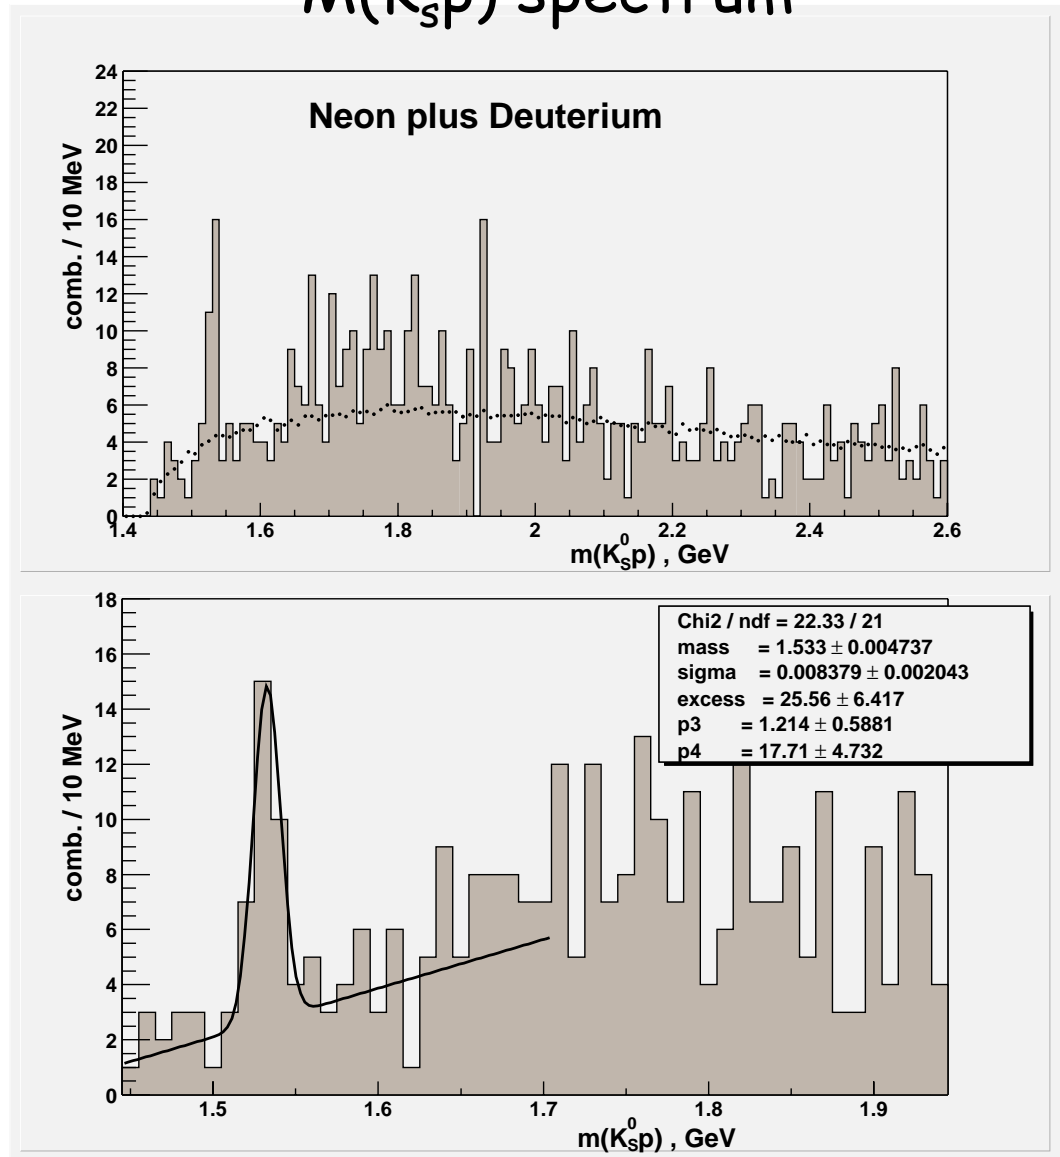 M(Ksp) spectrum
24
22
20
18
16
14
12
10
8
6
4
2
0
comb. / 10 MeV
Neon plus Deuterium
1.4 1.6 1.8 2 2.2 2.4 2.6
m(K⁰Sp) , GeV
18
16
14
12
10
8
6
4
2
0
comb. / 10 MeV
Chi2 / ndf = 22.33 / 21
mass = 1.533 ± 0.004737
sigma = 0.008379 ± 0.002043
excess = 25.56 ± 6.417
p3 = 1.214 ± 0.5881
p4 = 17.71 ± 4.732
1.5 1.6 1.7 1.8 1.9
m(K⁰Sp) , GeV